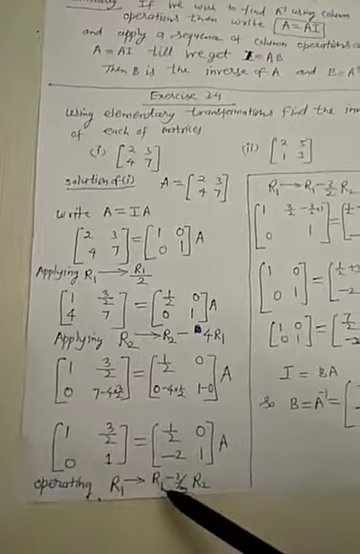 If we wish to find A⁻¹ using column
operations then write A = AI
and apply a sequence of column operations on
A = AI till we get I = AB
Then B is the inverse of A and B = A⁻¹
Exercise 24
Using elementary transformations find the
of each of matrices
(i) [2 3; 4 7] (ii) [2 5; 1 3]
Solution of (i) A = [2 3; 4 7]
Write A = IA
[2 3; 4 7] = [1 0; 0 1] A
Applying R₁ → R₁/2
[1 3/2; 4 7] = [1/2 0; 0 1] A
Applying R₂ → R₂ - 4R₁
[1 3/2; 0 7-4×3/2] = [1/2 0; 0-4×1/2 1-0] A
[1 3/2; 0 1] = [1/2 0; -2 1] A
operating R₁ → R₁ - 3/2 R₂
R₁ → R₁ - 3/2 R₂
[1 0; 0 1] =
[1 0; 0 1] = [7/2
I = BA
So B = A⁻¹ = [